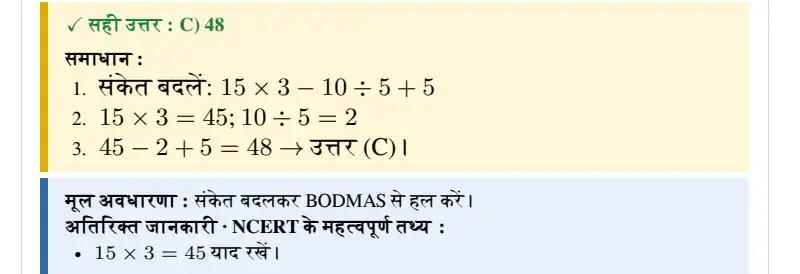 ✓ सही उत्तर : C) 48
समाधान :
1. संकेत बदलें: 15 × 3 − 10 ÷ 5 + 5
2. 15 × 3 = 45; 10 ÷ 5 = 2
3. 45 − 2 + 5 = 48 → उत्तर (C)।
मूल अवधारणा : संकेत बदलकर BODMAS से हल करें।
अतिरिक्त जानकारी · NCERT के महत्वपूर्ण तथ्य :
• 15 × 3 = 45 याद रखें।